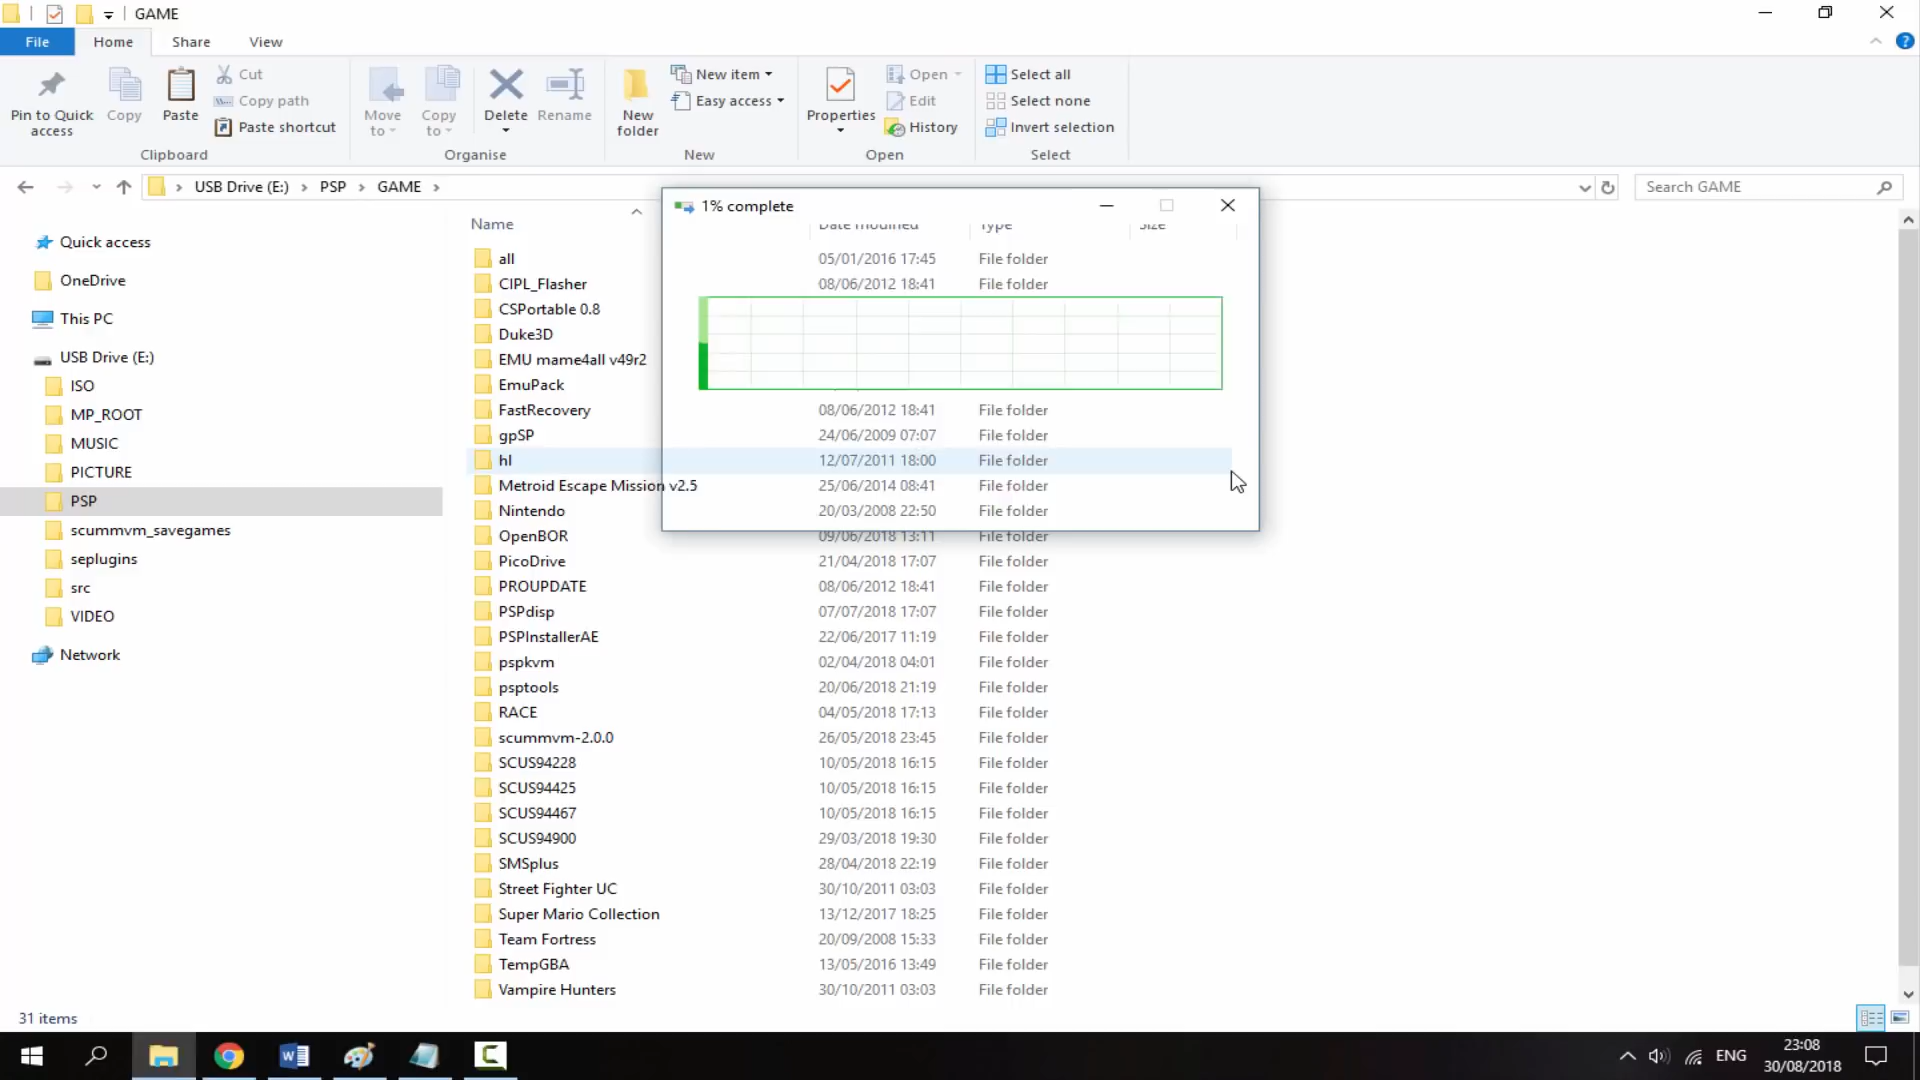 GAME
File Home Share View
Pin to Quick access
Copy
Paste
Cut
Copy path
Paste shortcut
Clipboard
Move to
Copy to
Delete
Rename
Organise
New folder
New item
Easy access
New
Properties
Open
Edit
History
Open
Select all
Select none
Invert selection
Select
USB Drive (E:) > PSP > GAME >
Search GAME
Quick access
OneDrive
This PC
USB Drive (E:)
ISO
MP_ROOT
MUSIC
PICTURE
PSP
scummvm_savegames
seplugins
src
VIDEO
Network
1% complete
Name Date modified Type Size
all 05/01/2016 17:45 File folder
CIPL_Flasher 08/06/2012 18:41 File folder
CSPortable 0.8
Duke3D
EMU mame4all v49r2
EmuPack
FastRecovery 08/06/2012 18:41 File folder
gpSP 24/06/2009 07:07 File folder
hl 12/07/2011 18:00 File folder
Metroid Escape Mission v2.5 25/06/2014 08:41 File folder
Nintendo 20/03/2008 22:50 File folder
OpenBOR 09/06/2018 13:11 File folder
PicoDrive 21/04/2018 17:07 File folder
PROUPDATE 08/06/2012 18:41 File folder
PSPdisp 07/07/2018 17:07 File folder
PSPInstallerAE 22/06/2017 11:19 File folder
pspkvm 02/04/2018 04:01 File folder
psptools 20/06/2018 21:19 File folder
RACE 04/05/2018 17:13 File folder
scummvm-2.0.0 26/05/2018 23:45 File folder
SCUS94228 10/05/2018 16:15 File folder
SCUS94425 10/05/2018 16:15 File folder
SCUS94467 10/05/2018 16:15 File folder
SCUS94900 29/03/2018 19:30 File folder
SMSplus 28/04/2018 22:19 File folder
Street Fighter UC 30/10/2011 03:03 File folder
Super Mario Collection 13/12/2017 18:25 File folder
Team Fortress 20/09/2008 15:33 File folder
TempGBA 13/05/2016 13:49 File folder
Vampire Hunters 30/10/2011 03:03 File folder
31 items
ENG
23:08
30/08/2018